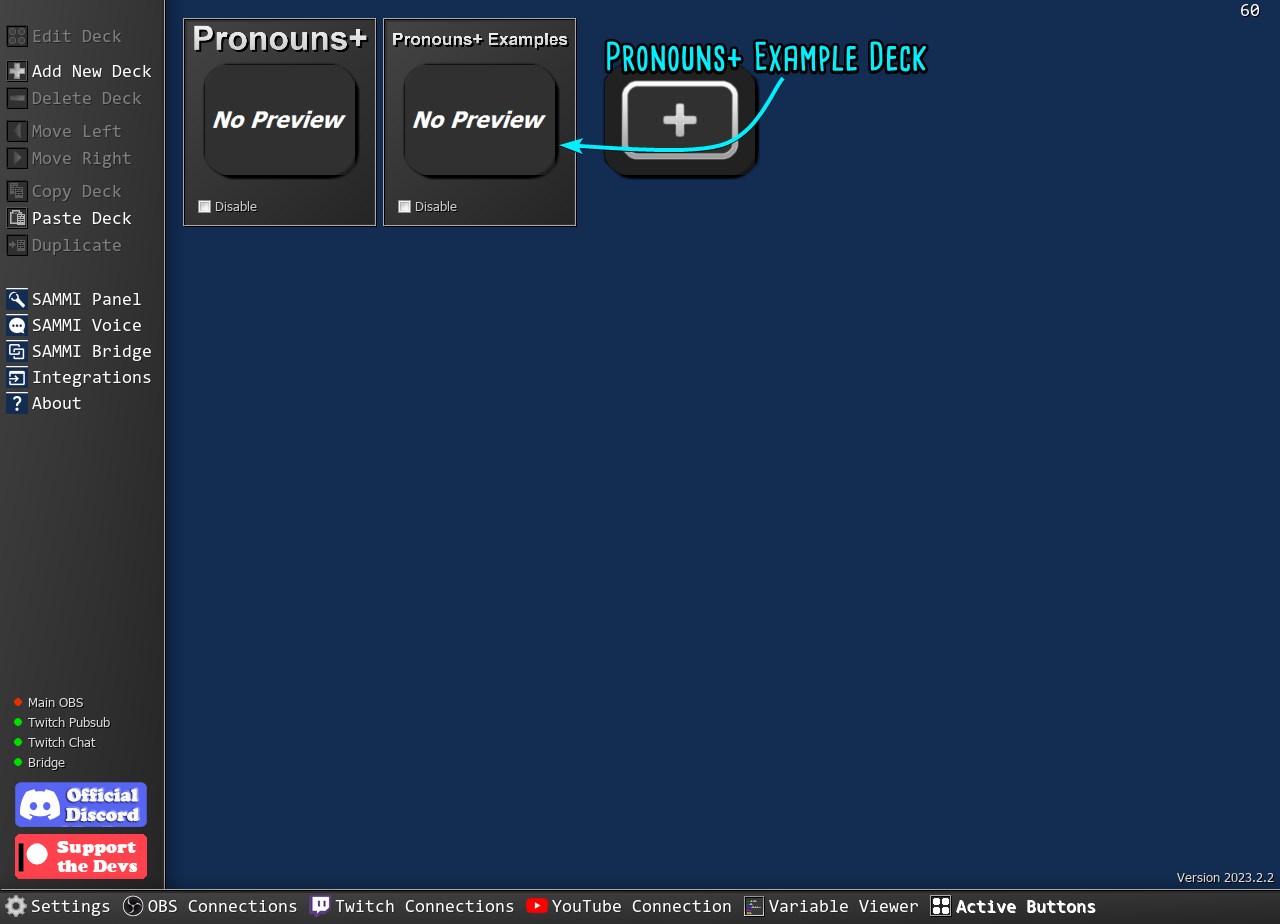 60
Edit Deck
Add New Deck
Delete Deck
Move Left
Move Right
Copy Deck
Paste Deck
Duplicate
SAMMI Panel
SAMMI Voice
SAMMI Bridge
Integrations
? About
Pronouns+
No Preview
Disable
Pronouns+ Examples
No Preview
Disable
Pronouns+ Example Deck
Main OBS
Twitch Pubsub
Twitch Chat
Bridge
Official
Discord
Support
the Devs
Version 2023.2.2
Settings OBS Connections Twitch Connections YouTube Connection Variable Viewer Active Buttons